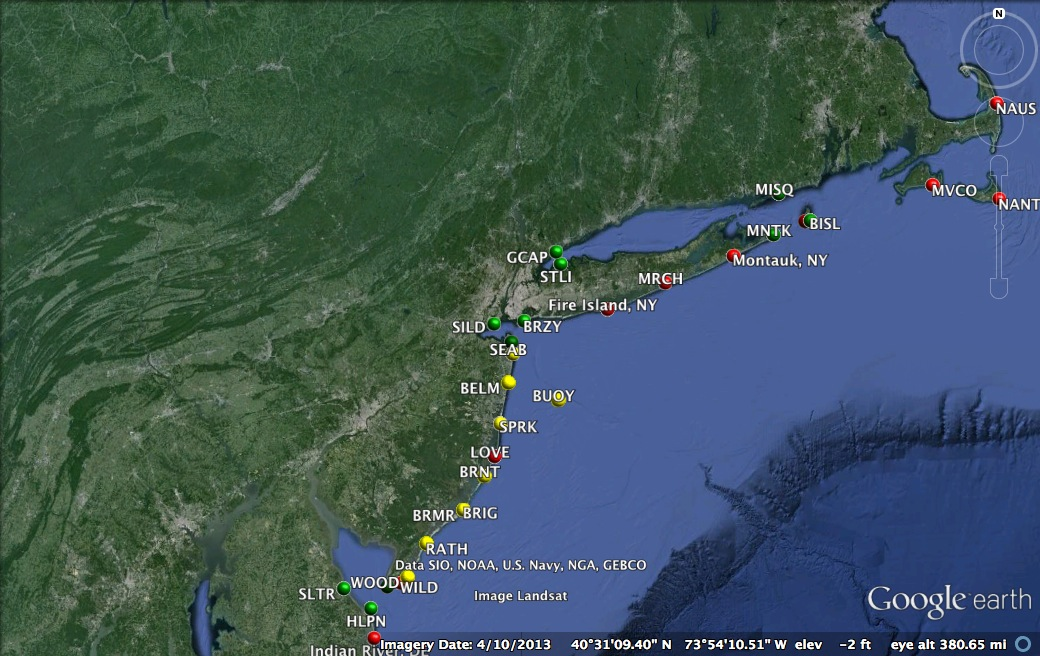 N
NAUS
MISQ
MVCO
NANT
BISL
MNTK
GCAP
Montauk, NY
STLI
MRCH
Fire Island, NY
SILD
BRZY
SEAB
BELM
BUOY
SPRK
LOVE
BRNT
BRMR
BRIG
RATH
Data SIO, NOAA, U.S. Navy, NGA, GEBCO
WOOD
WILD
SLTR
Image Landsat
Google earth
HLPN
Indian River, DE
Imagery Date: 4/10/2013 40°31'09.40" N 73°54'10.51" W elev -2 ft eye alt 380.65 mi